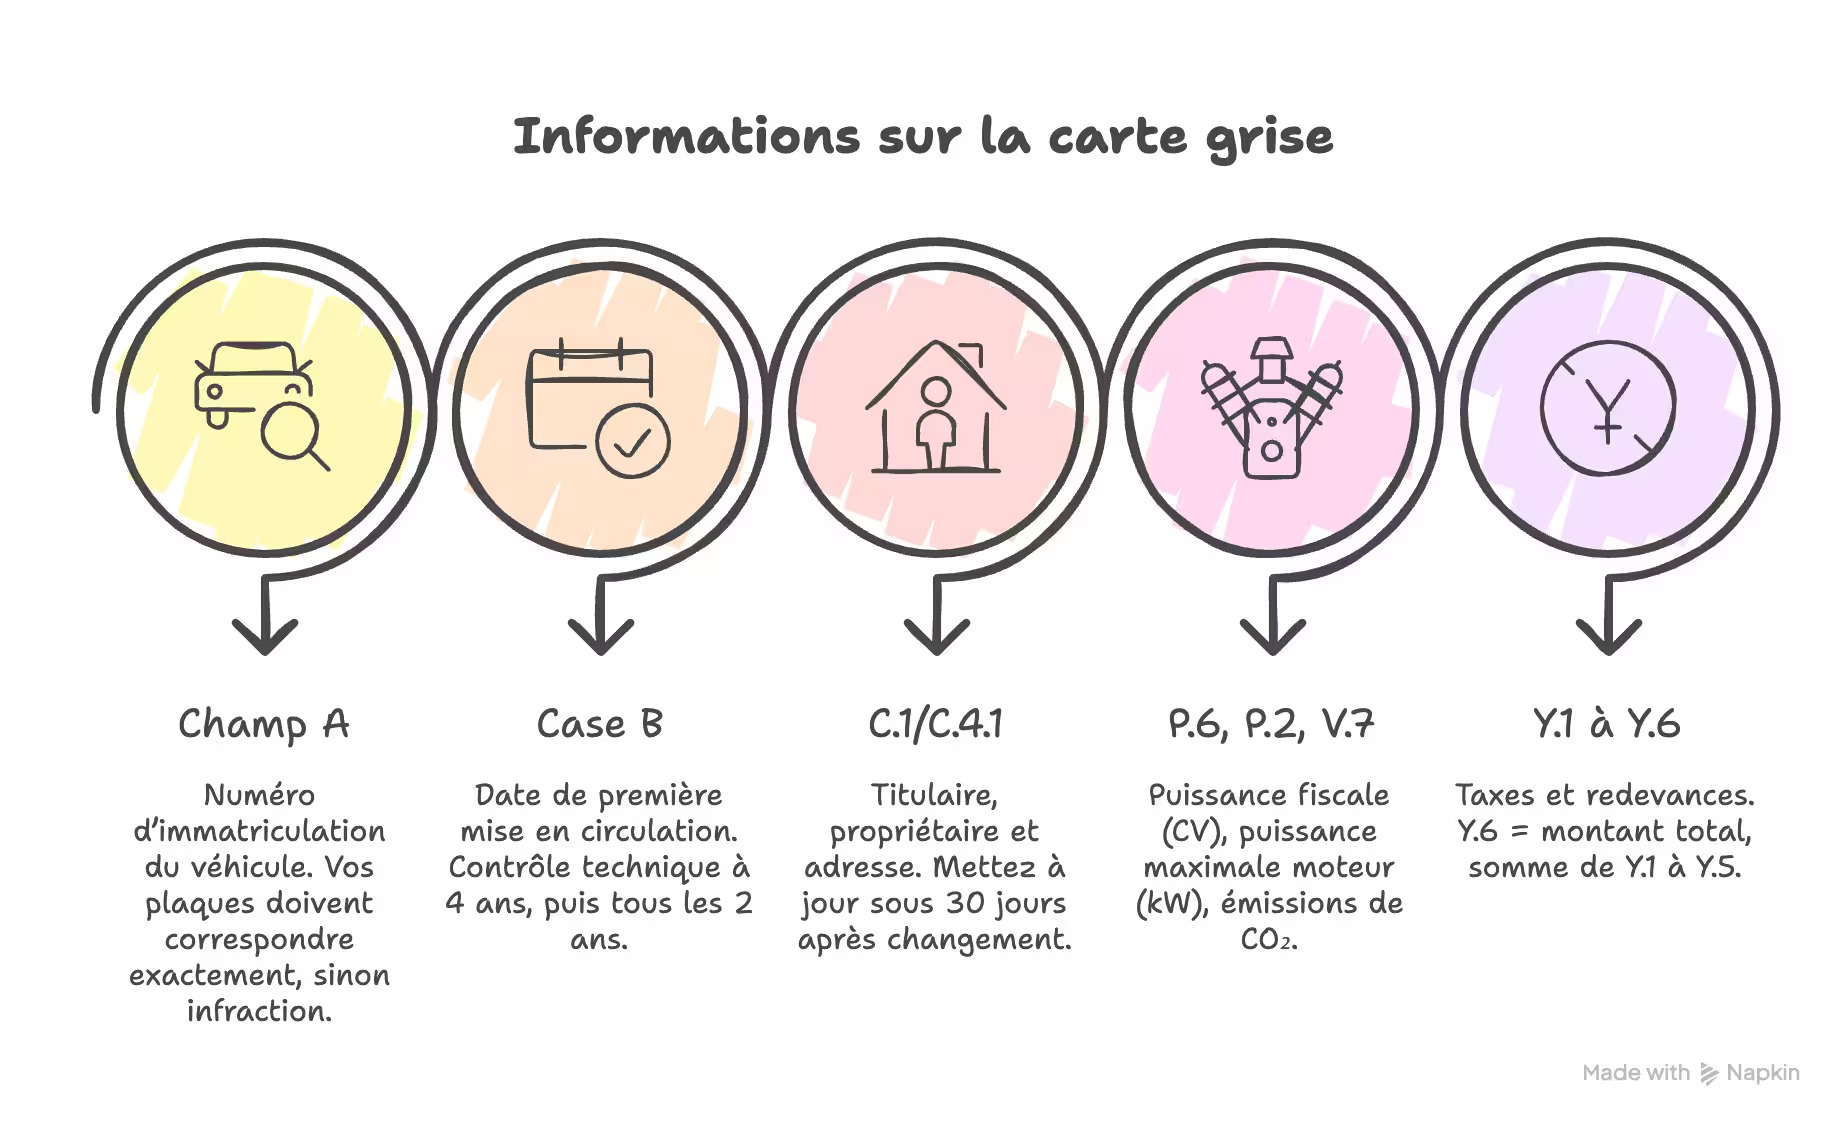 Informations sur la carte grise
Champ A
Numéro
d'immatriculation
du véhicule. Vos
plaques doivent
correspondre
exactement, sinon
infraction.
Case B
Date de première
mise en circulation.
Contrôle technique à
4 ans, puis tous les 2
ans.
C.1/C.4.1
Titulaire,
propriétaire et
adresse. Mettez à
jour sous 30 jours
après changement.
P.6, P.2, V.7
Puissance fiscale
(CV), puissance
maximale moteur
(kW), émissions de
CO₂.
Y.1 à Y.6
Taxes et redevances.
Y.6 = montant total,
somme de Y.1 à Y.5.
Made with Napkin